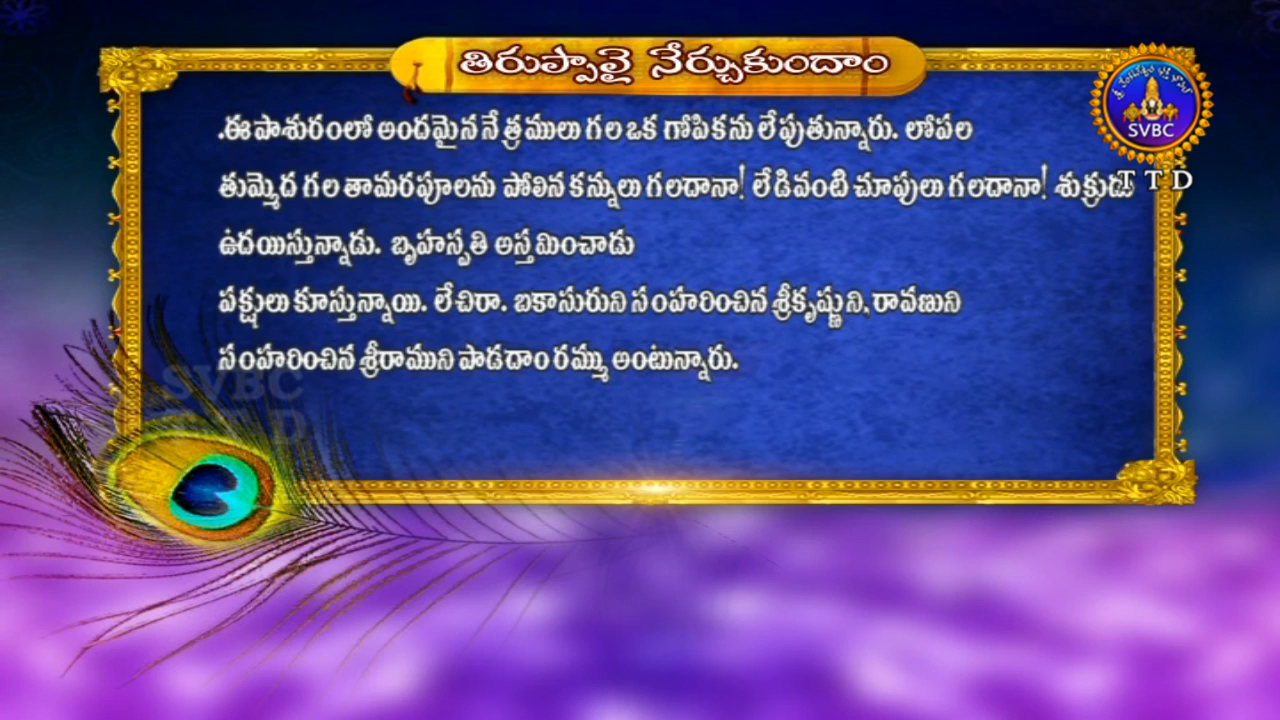 తిరుప్పావై నేర్చుకుందాం
.ఈ పాశురంలో అందమైన నేత్రములు గల ఒక గోపికను లేపుతున్నారు. లోపల
తుమ్మెద గల తామరపూలను పోలిన కన్నులు గలదానా! లేడివంటి చూపులు గలదానా! శుక్రుడు
ఉదయిస్తున్నాడు. బృహస్పతి అస్తమించాడు
పక్షులు కూస్తున్నాయి. లేచిరా. బకాసురుని సంహరించిన శ్రీకృష్ణుని, రావణుని
సంహరించిన శ్రీరాముని పాడదాం రమ్ము అంటున్నారు.
SVBC
TTD
SVBC